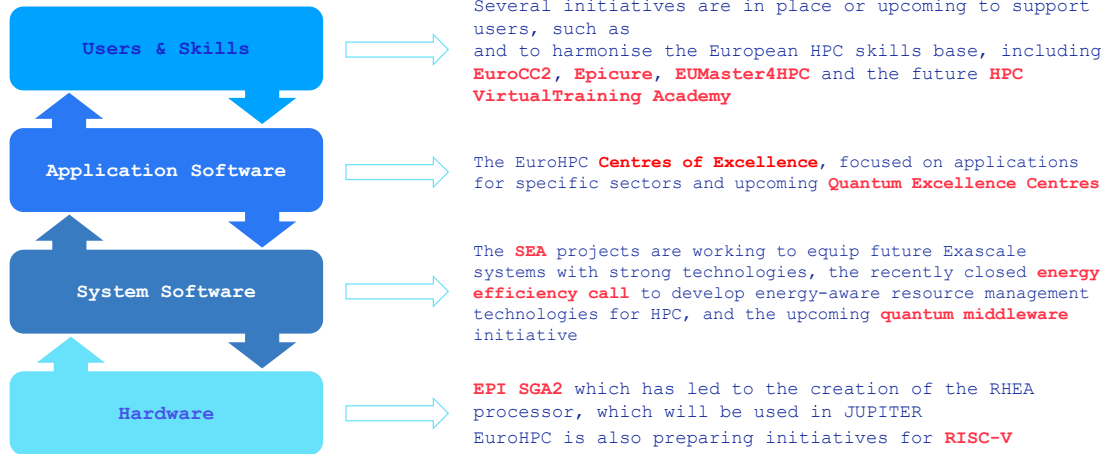 Users & Skills
Several initiatives are in place or upcoming to support
users, such as
and to harmonise the European HPC skills base, including
EuroCC2, Epicure, EUMaster4HPC and the future HPC
VirtualTraining Academy
Application Software
The EuroHPC Centres of Excellence, focused on applications
for specific sectors and upcoming Quantum Excellence Centres
System Software
The SEA projects are working to equip future Exascale
systems with strong technologies, the recently closed energy
efficiency call to develop energy-aware resource management
technologies for HPC, and the upcoming quantum middleware
initiative
Hardware
EPI SGA2 which has led to the creation of the RHEA
processor, which will be used in JUPITER
EuroHPC is also preparing initiatives for RISC-V